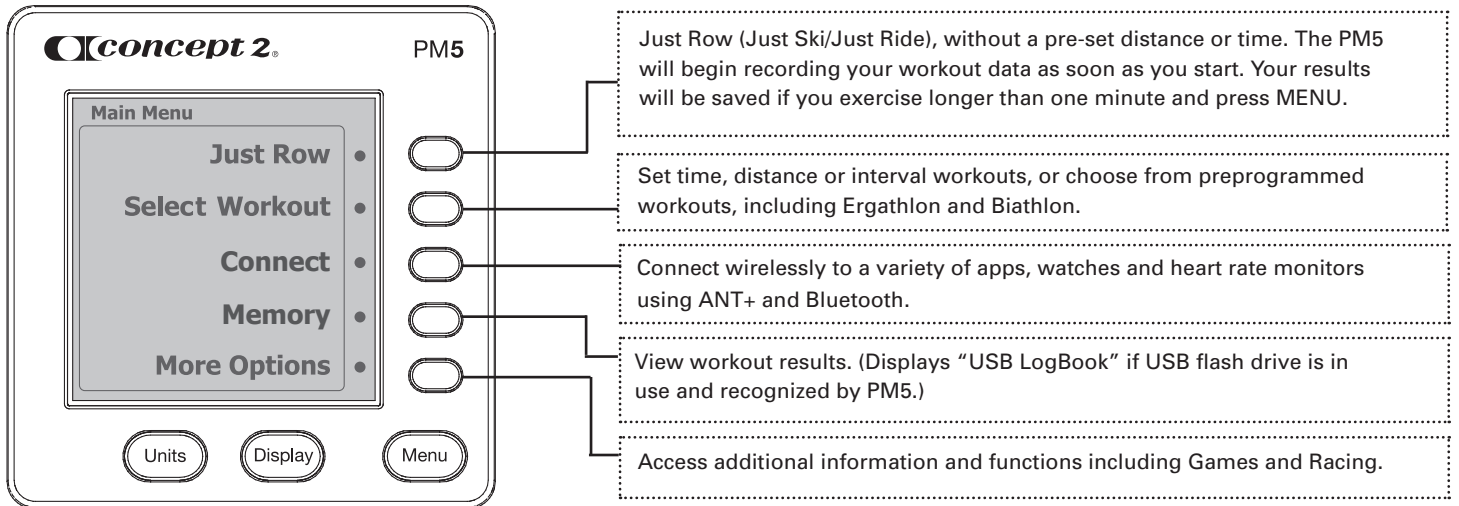 concept 2®
PM5
Main Menu
Just Row
Select Workout
Connect
Memory
More Options
Units
Display
Menu
Just Row (Just Ski/Just Ride), without a pre-set distance or time. The PM5
will begin recording your workout data as soon as you start. Your results
will be saved if you exercise longer than one minute and press MENU.
Set time, distance or interval workouts, or choose from preprogrammed
workouts, including Ergathlon and Biathlon.
Connect wirelessly to a variety of apps, watches and heart rate monitors
using ANT+ and Bluetooth.
View workout results. (Displays “USB LogBook” if USB flash drive is in
use and recognized by PM5.)
Access additional information and functions including Games and Racing.